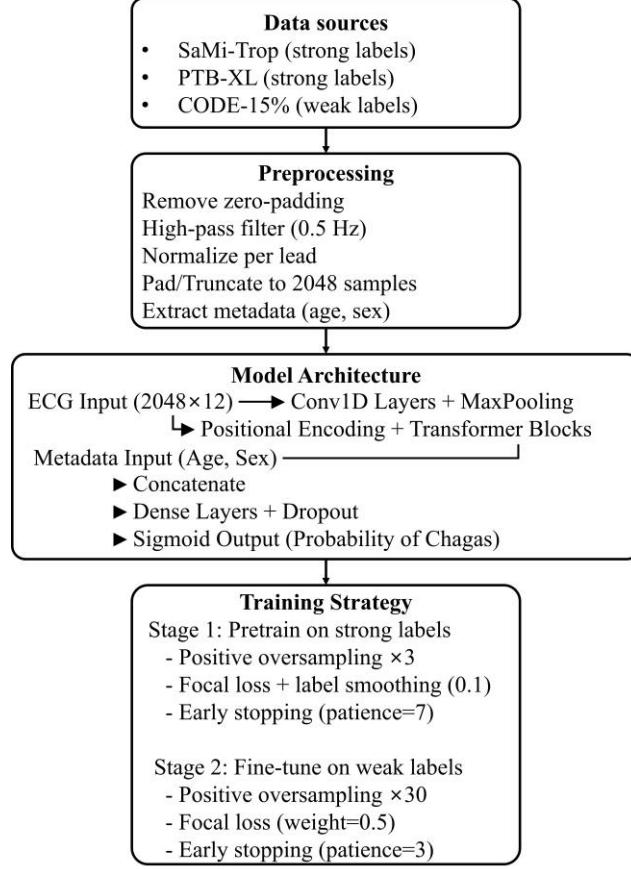 Data sources
• SaMi-Trop (strong labels)
• PTB-XL (strong labels)
• CODE-15% (weak labels)
Preprocessing
Remove zero-padding
High-pass filter (0.5 Hz)
Normalize per lead
Pad/Truncate to 2048 samples
Extract metadata (age, sex)
Model Architecture
ECG Input (2048×12) Conv1D Layers + MaxPooling
Positional Encoding + Transformer Blocks
Metadata Input (Age, Sex)
Concatenate
Dense Layers + Dropout
Sigmoid Output (Probability of Chagas)
Training Strategy
Stage 1: Pretrain on strong labels
- Positive oversampling ×3
- Focal loss + label smoothing (0.1)
- Early stopping (patience=7)
Stage 2: Fine-tune on weak labels
- Positive oversampling ×30
- Focal loss (weight=0.5)
- Early stopping (patience=3)